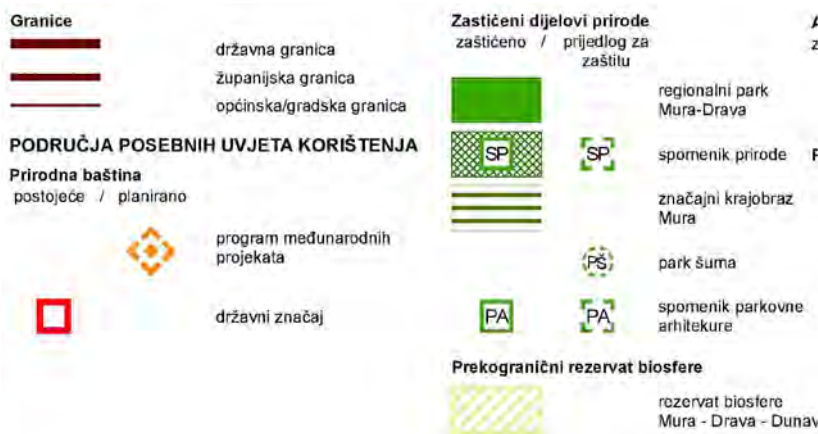 Granice
državna granica
županijska granica
općinska/gradska granica
PODRUČJA POSEBNIH UVJETA KORIŠTENJA
Prirodna baština
postojeće / planirano
program međunarodnih
projekata
državni značaj
Zastićeni dijelovi prirode
zaštićeno / prijedlog za
zaštitu
regionalni park
Mura-Drava
SP SP spomenik prirode
značajni krajobraz
Mura
PŠ park šuma
PA PA spomenik parkovne
arhitekure
Prekogranični rezervat biosfere
rezervat biosfere
Mura - Drava - Dunav